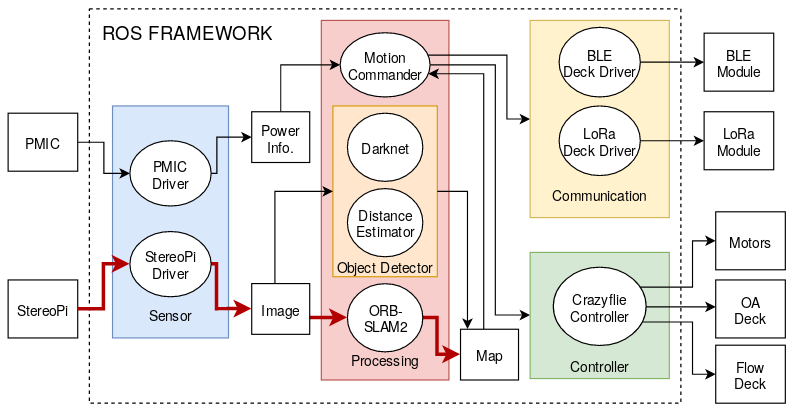 ROS FRAMEWORK
PMIC
StereoPi
PMIC
Driver
StereoPi
Driver
Sensor
Power
Info.
Image
Motion
Commander
Darknet
Distance
Estimator
Object Detector
ORB-
SLAM2
Processing
Map
BLE
Deck Driver
LoRa
Deck Driver
Communication
Crazyflie
Controller
Controller
BLE
Module
LoRa
Module
Motors
OA
Deck
Flow
Deck